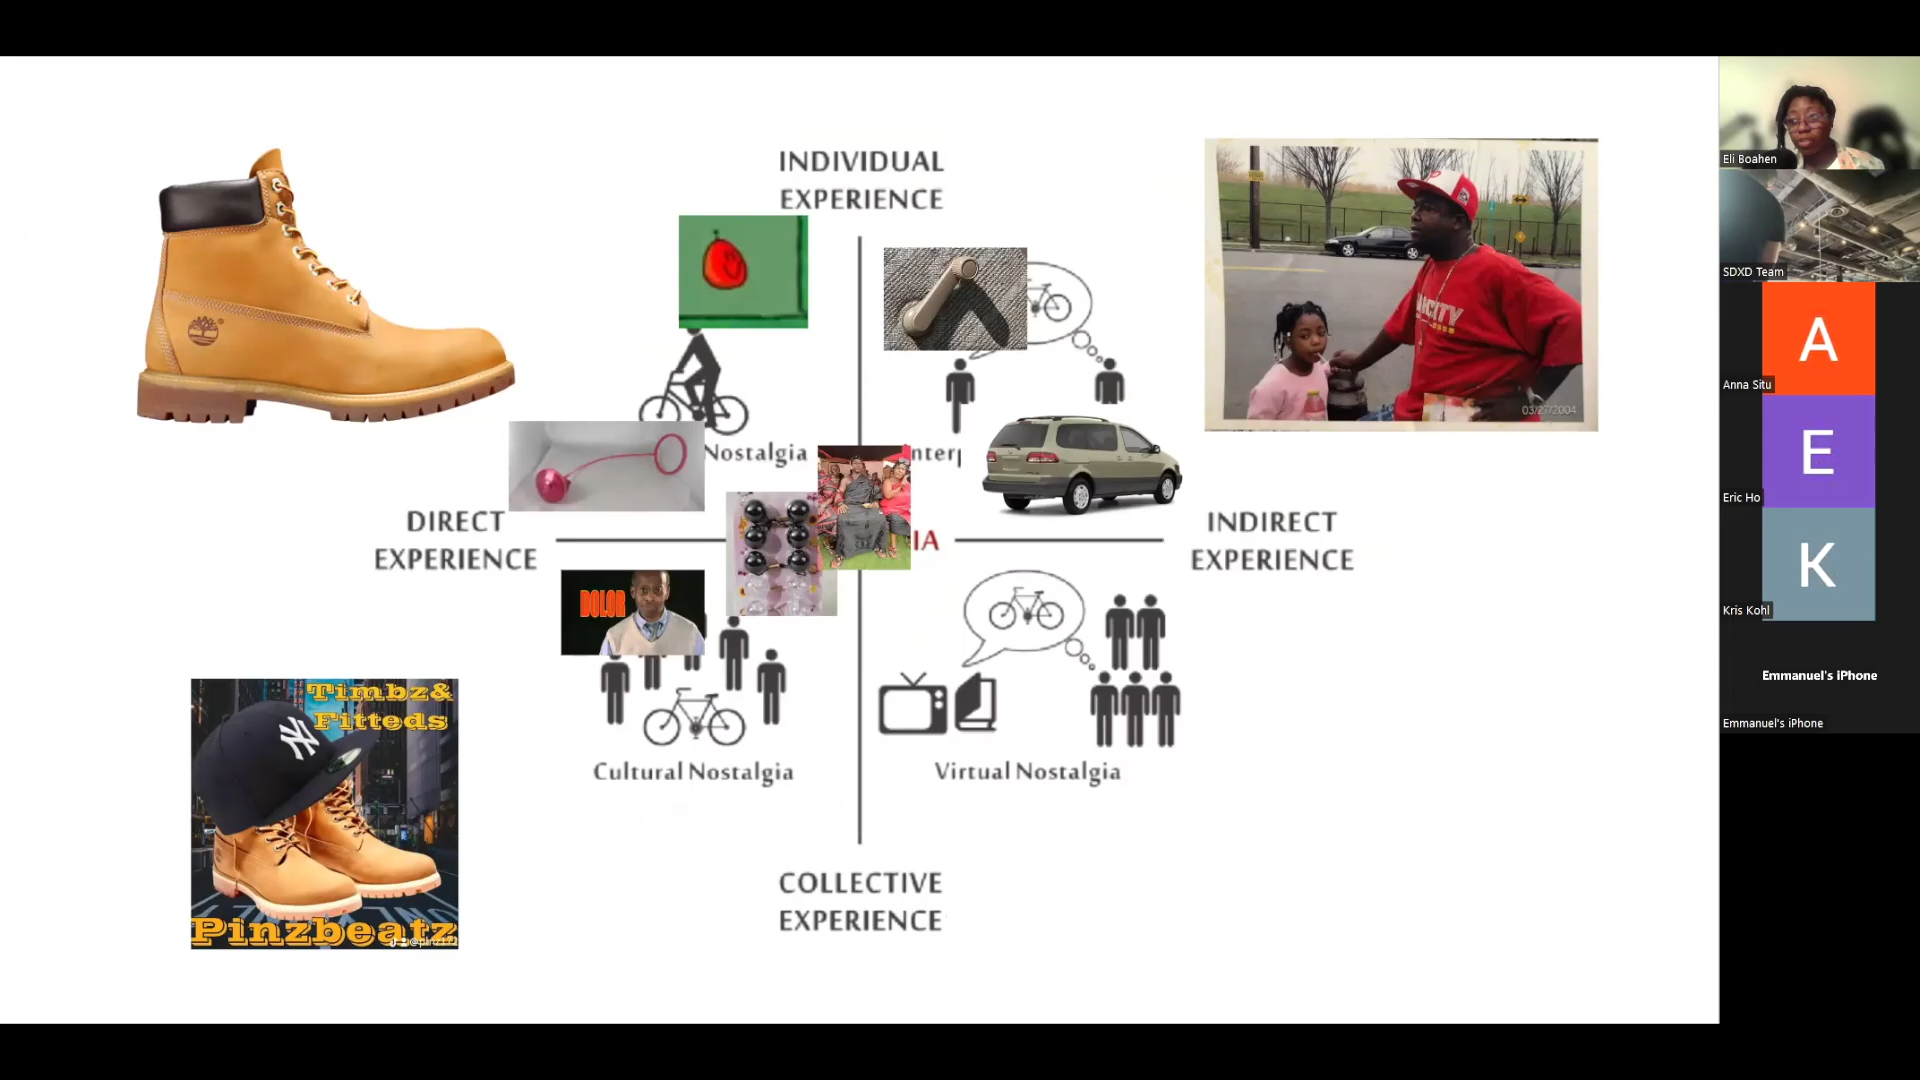 INDIVIDUAL
EXPERIENCE
Nostalgia
DIRECT
EXPERIENCE
IA
INDIRECT
EXPERIENCE
DOLOR
03/27/2004
Timbz&
Fitteds
Pinzbeatz
Cultural Nostalgia
Virtual Nostalgia
COLLECTIVE
EXPERIENCE
Eli Boahen
SDXD Team
A
Anna Situ
E
Eric Ho
K
Kris Kohl
Emmanuel's iPhone
Emmanuel's iPhone